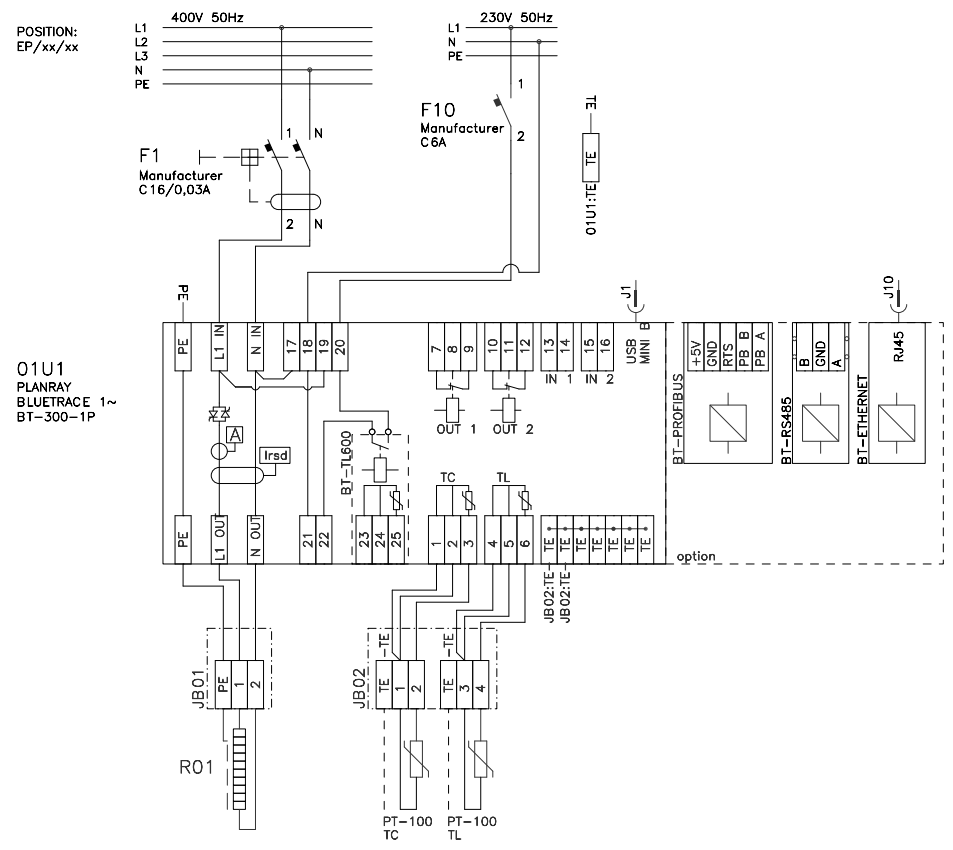 POSITION:
EP/xx/xx
400V 50Hz
L1
L2
L3
N
PE
230V 50Hz
L1
N
PE
F1
Manufacturer
C16/0,03A
1
N
2
N
F10
Manufacturer
C6A
1
2
TE
TE
01U1:TE
01U1
PLANRAY
BLUETRACE 1~
BT-300-1P
PE
PE
L1 IN
N IN
17
18
19
20
7
8
9
10
11
12
13
14
15
16
OUT 1
OUT 2
IN 1
IN 2
J1
USB
MINI B
J10
+5V
GND
RTS
PB B
PB A
BT-PROFIBUS
B
GND
A
BT-RS485
RJ45
BT-ETHERNET
A
Irsd
BT-TL600
TC
TL
PE
L1 OUT
N OUT
21
22
23
24
25
1
2
3
4
5
6
TE
TE
TE
TE
TE
TE
TE
option
JB02:TE
JB02:TE
JB01
PE
1
2
R01
JB02
TE
TE
1
2
TE
TE
3
4
PT-100
TC
PT-100
TL